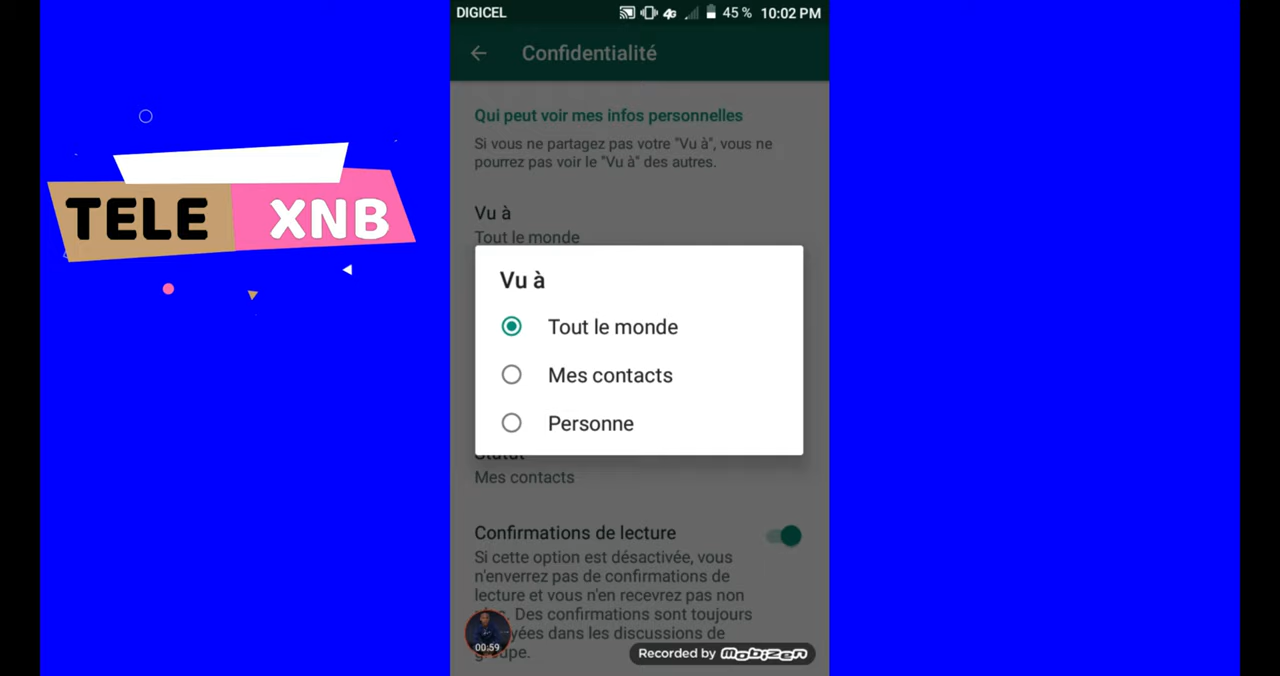 DIGICEL 4G 45 % 10:02 PM
Confidentialité
Qui peut voir mes infos personnelles
Si vous ne partagez pas votre "Vu à", vous ne
pourrez pas voir le "Vu à" des autres.
TELE XNB
Vu à
Tout le monde
Vu à
Tout le monde
Mes contacts
Personne
Statut
Mes contacts
Confirmations de lecture
Si cette option est désactivée, vous
n'enverrez pas de confirmations de
lecture et vous n'en recevrez pas non
Des confirmations sont toujours
dans les discussions de
00:59
Recorded by mobizen